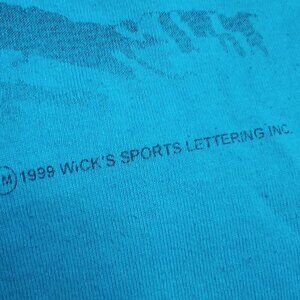 Ⓜ 1999 WICK'S SPORTS LETTERING INC.